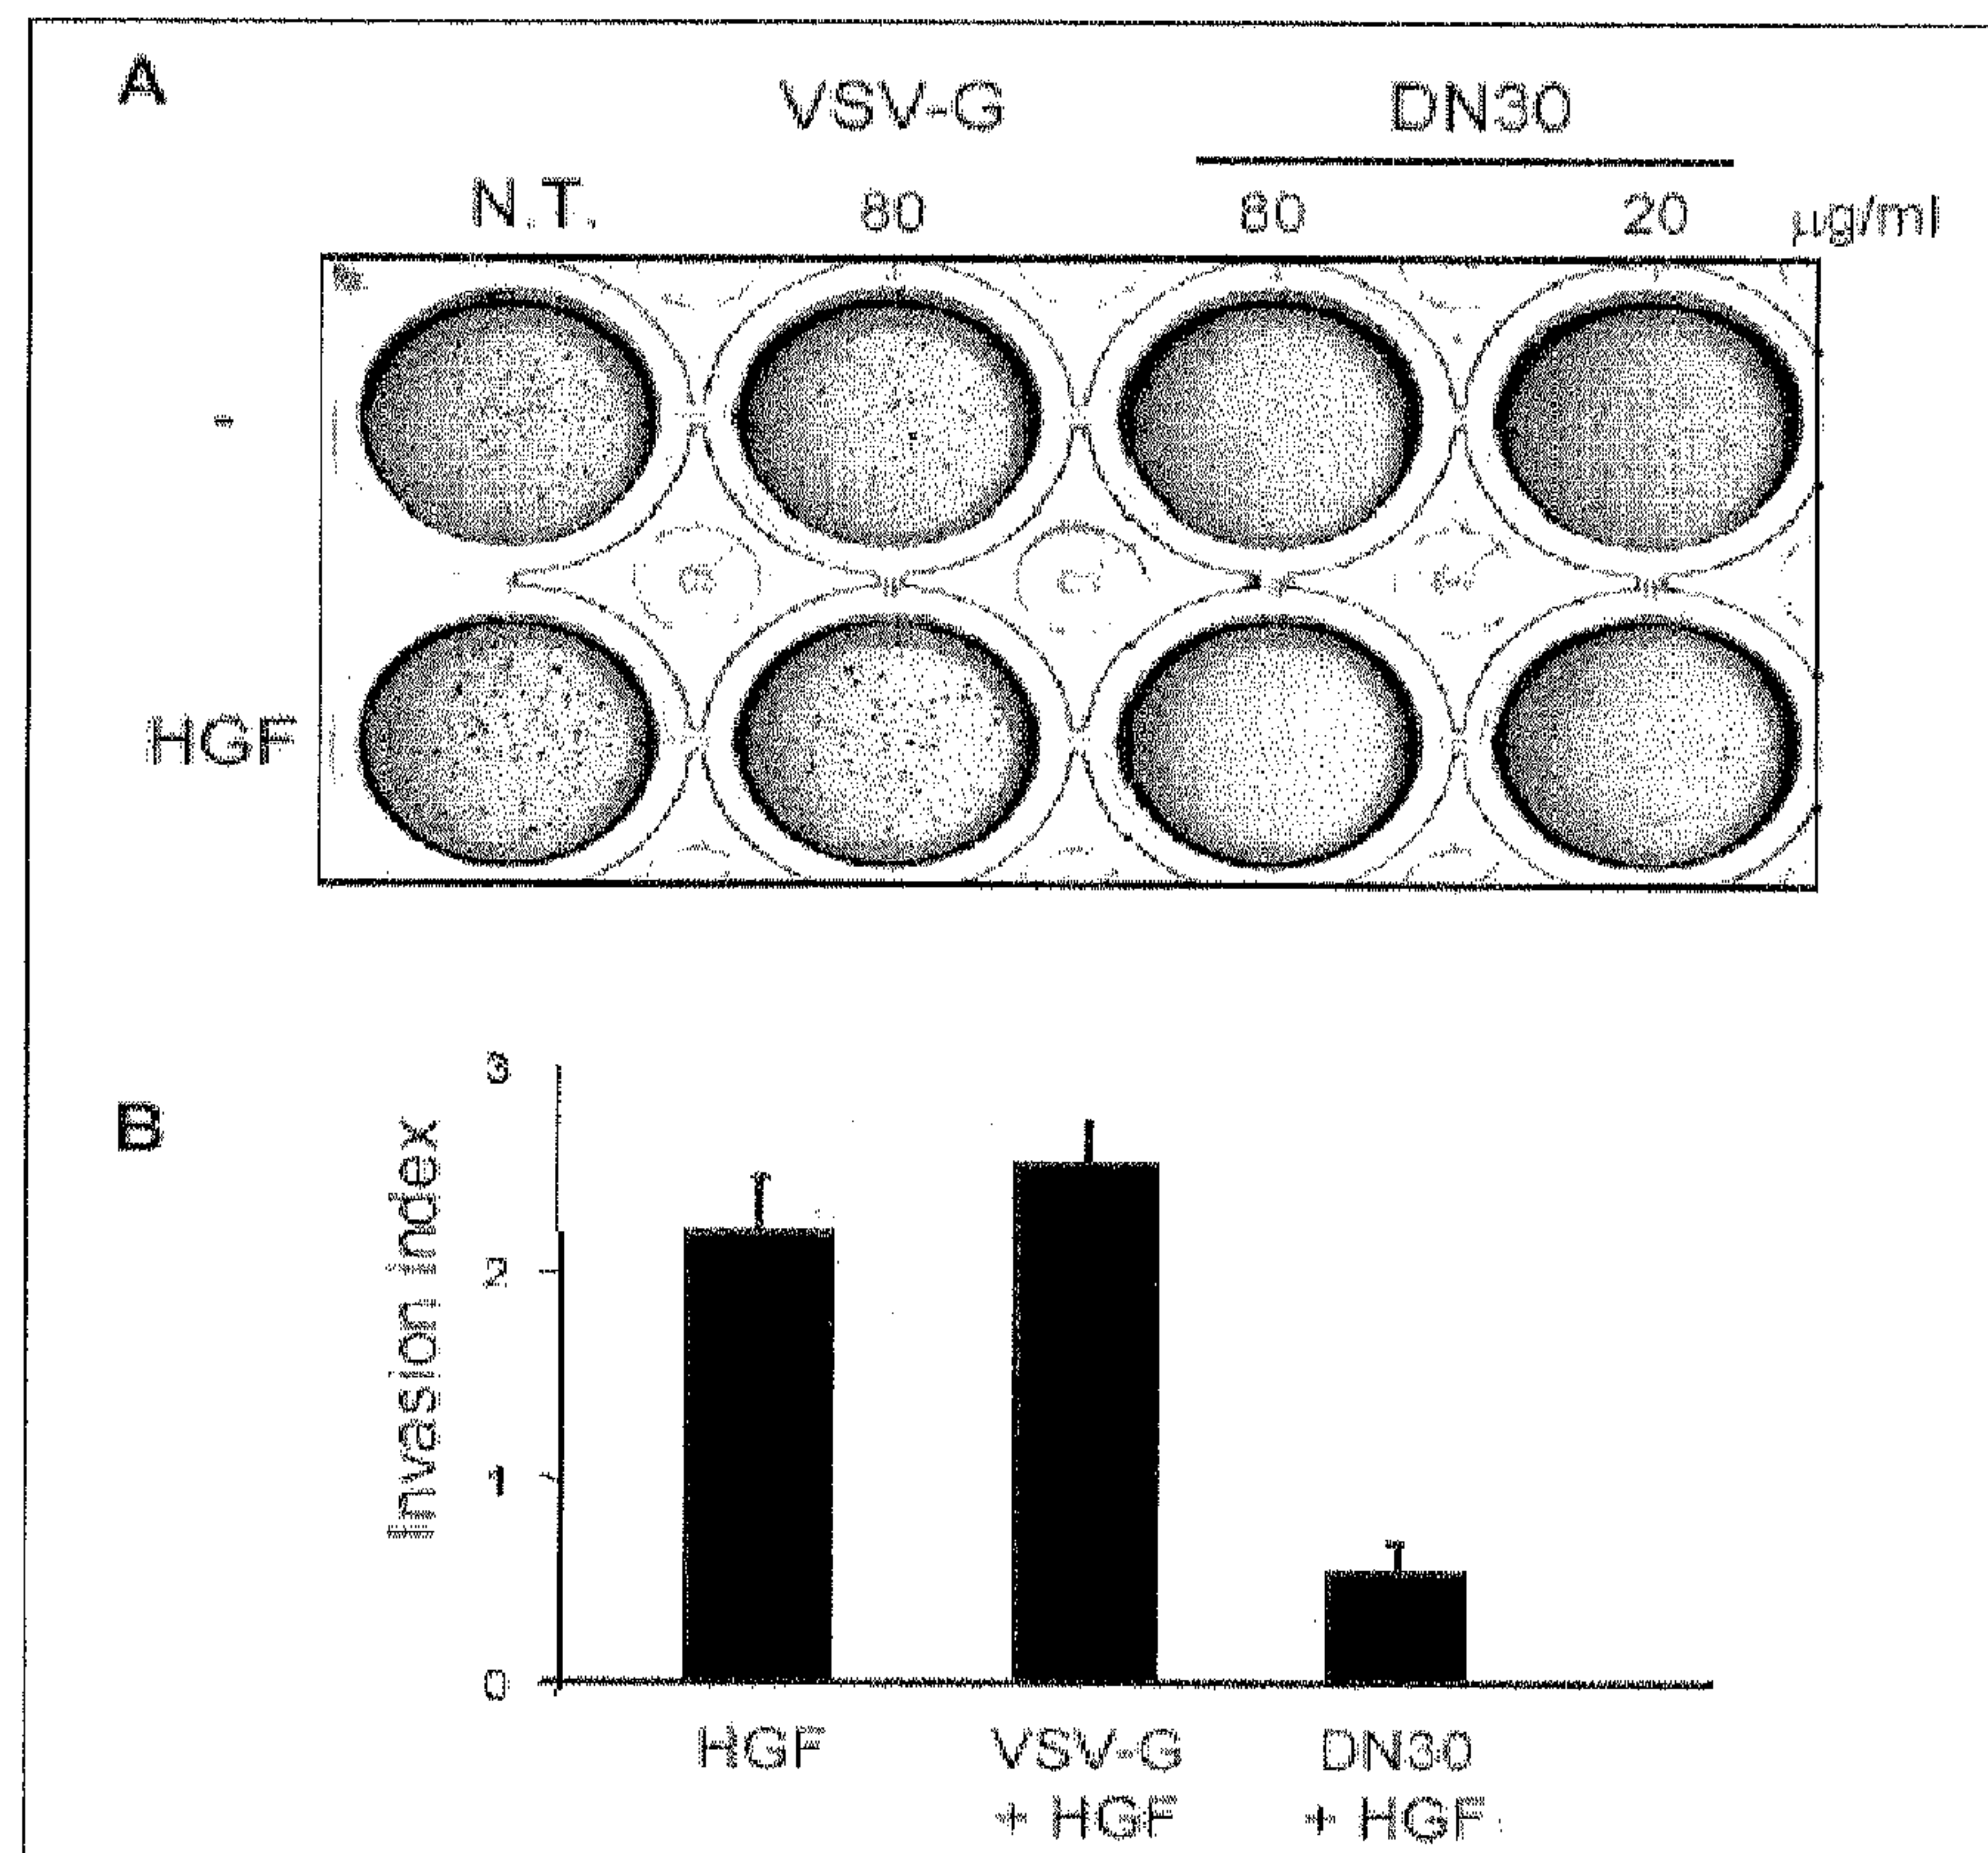 A
VSV-G DN30
N.T. 80 80 20 µg/ml
-
HGF
B
Invasion index
3
2
1
0
HGF VSV-G DN30
+ HGF + HGF